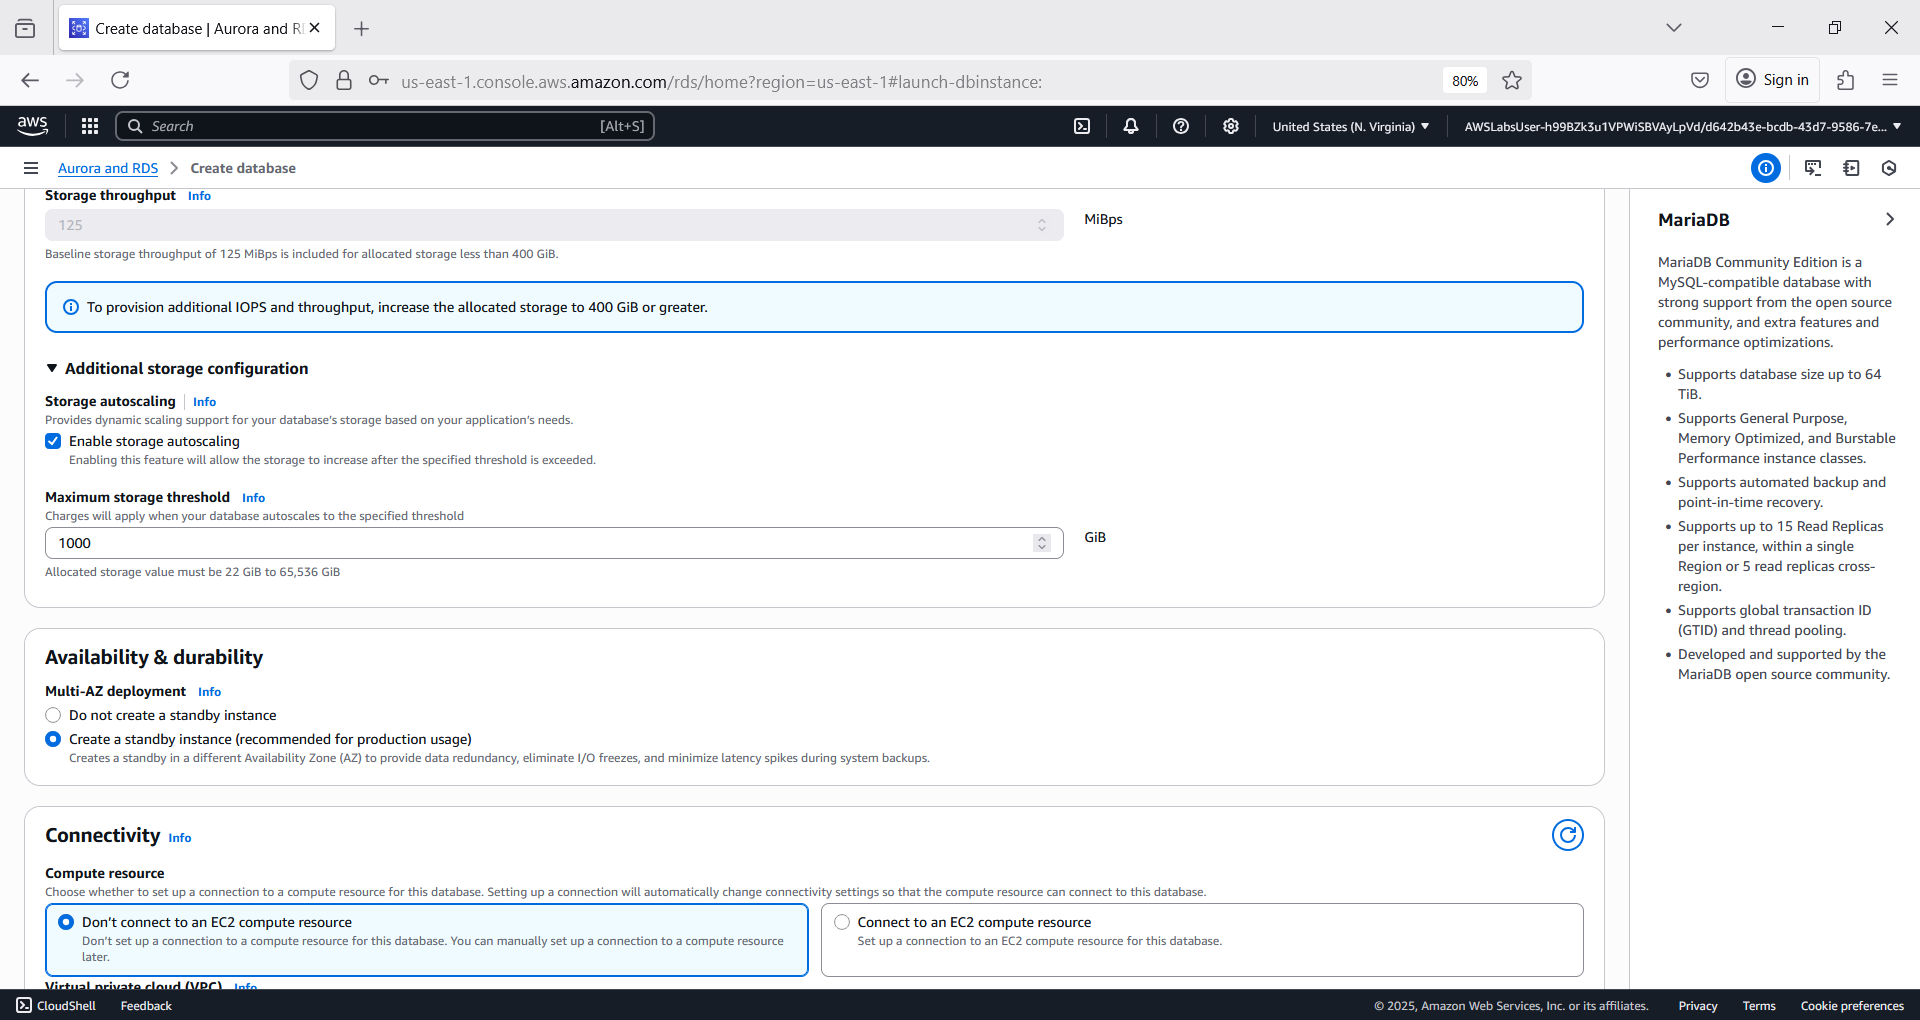 Create database | Aurora and R
us-east-1.console.aws.amazon.com/rds/home?region=us-east-1#launch-dbinstance:
80%
Sign in
aws
Search
[Alt+S]
United States (N. Virginia)
AWSLabsUser-h99BZk3u1VPWiSBVAyLpVd/d642b43e-bcdb-43d7-9586-7e...
Aurora and RDS
Create database
Storage throughput Info
125
MiBps
Baseline storage throughput of 125 MiBps is included for allocated storage less than 400 GiB.
To provision additional IOPS and throughput, increase the allocated storage to 400 GiB or greater.
Additional storage configuration
Storage autoscaling Info
Provides dynamic scaling support for your database's storage based on your application's needs.
Enable storage autoscaling
Enabling this feature will allow the storage to increase after the specified threshold is exceeded.
Maximum storage threshold Info
Charges will apply when your database autoscales to the specified threshold
1000
GiB
Allocated storage value must be 22 GiB to 65,536 GiB
Availability & durability
Multi-AZ deployment Info
Do not create a standby instance
Create a standby instance (recommended for production usage)
Creates a standby in a different Availability Zone (AZ) to provide data redundancy, eliminate I/O freezes, and minimize latency spikes during system backups.
Connectivity Info
Compute resource
Choose whether to set up a connection to a compute resource for this database. Setting up a connection will automatically change connectivity settings so that the compute resource can connect to this database.
Don't connect to an EC2 compute resource
Don't set up a connection to a compute resource for this database. You can manually set up a connection to a compute resource
later.
Connect to an EC2 compute resource
Set up a connection to an EC2 compute resource for this database.
Virtual private cloud (VPC) Info
MariaDB
MariaDB Community Edition is a
MySQL-compatible database with
strong support from the open source
community, and extra features and
performance optimizations.
• Supports database size up to 64
TiB.
• Supports General Purpose,
Memory Optimized, and Burstable
Performance instance classes.
• Supports automated backup and
point-in-time recovery.
• Supports up to 15 Read Replicas
per instance, within a single
Region or 5 read replicas cross-
region.
• Supports global transaction ID
(GTID) and thread pooling.
• Developed and supported by the
MariaDB open source community.
CloudShell
Feedback
© 2025, Amazon Web Services, Inc. or its affiliates.
Privacy
Terms
Cookie preferences